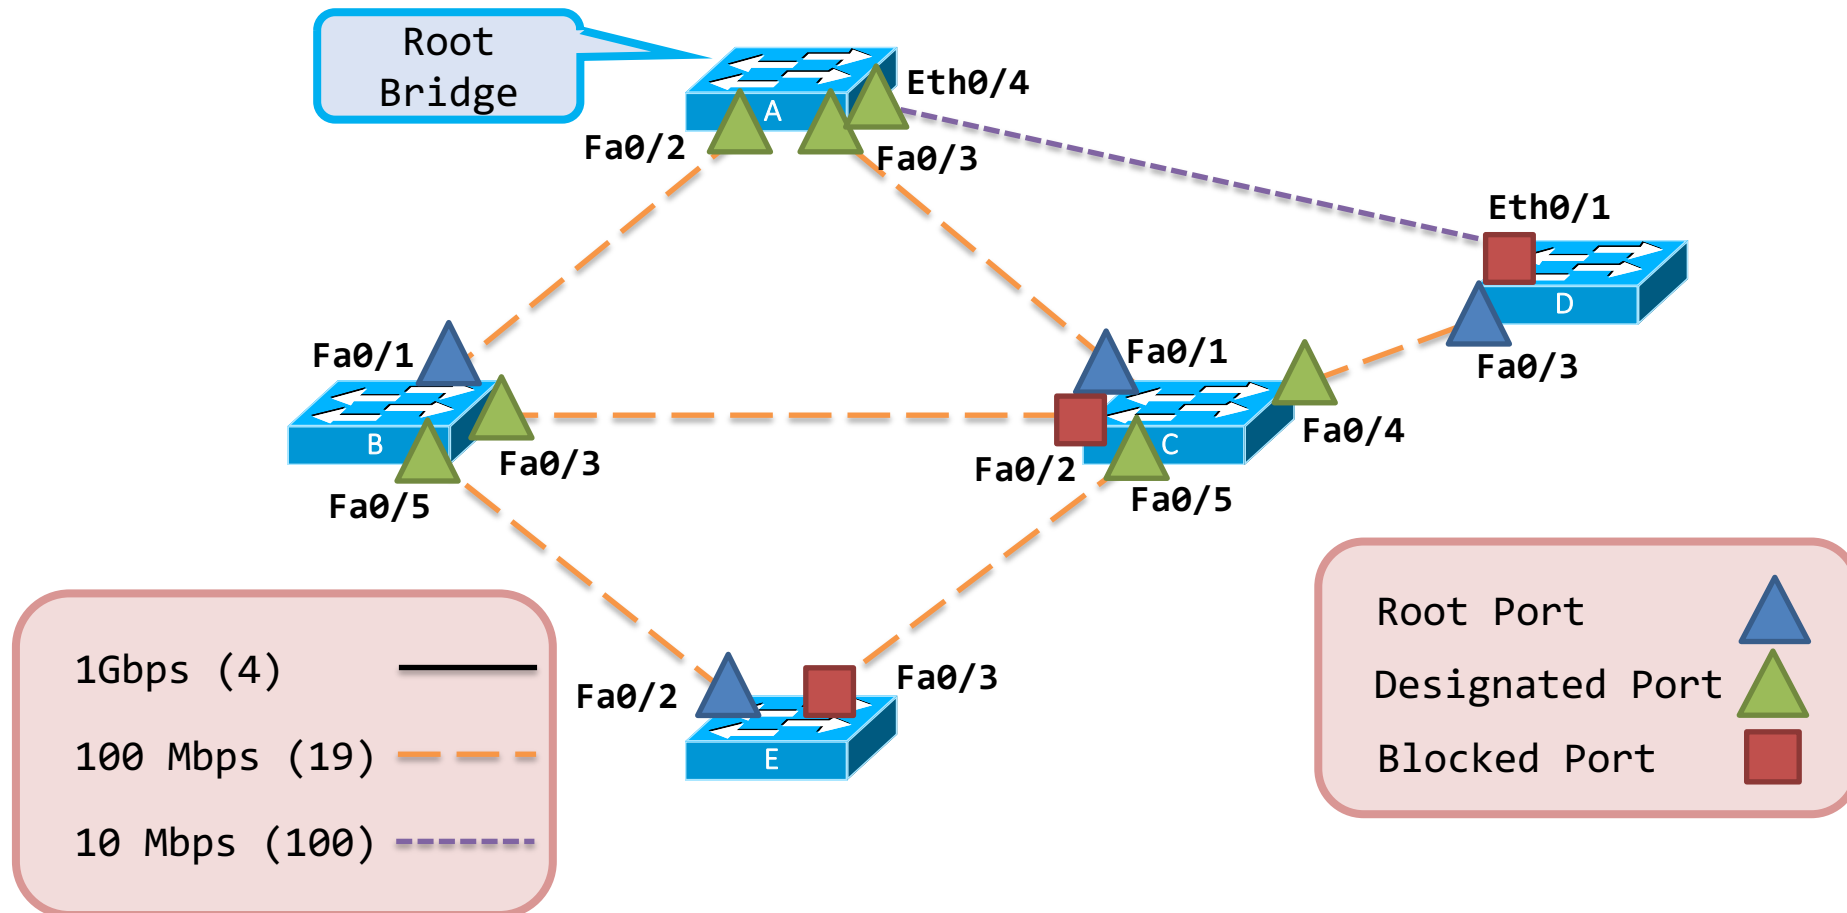 Root
Bridge
A
Eth0/4
Fa0/2
Fa0/3
Eth0/1
D
Fa0/3
Fa0/1
B
Fa0/3
Fa0/5
Fa0/1
C
Fa0/2
Fa0/4
Fa0/5
Fa0/2
Fa0/3
E
1Gbps (4)
100 Mbps (19)
10 Mbps (100)
Root Port
Designated Port
Blocked Port